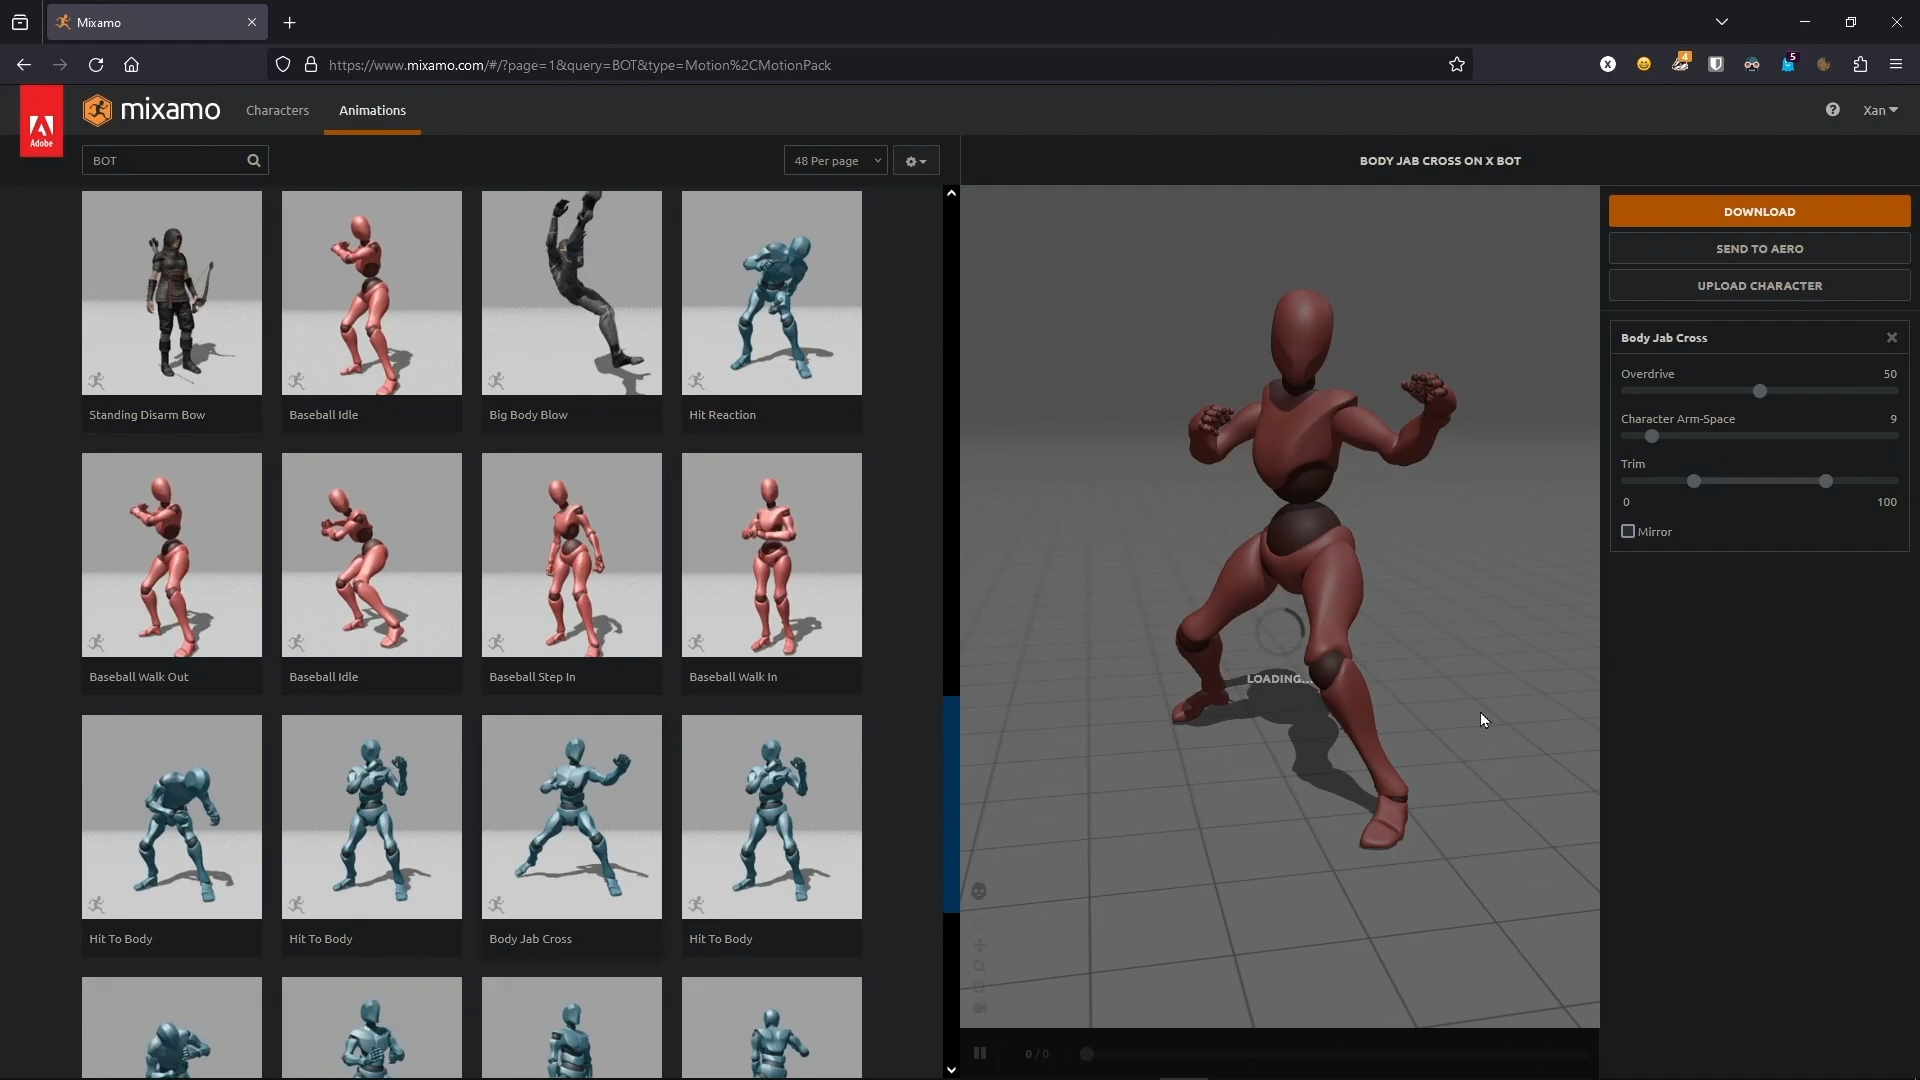 Mixamo
https://www.mixamo.com/#/?page=1&query=BOT&type=Motion%2CMotionPack
4
5
Adobe
mixamo
Characters
Animations
Xan
BOT
48 Per page
BODY JAB CROSS ON X BOT
DOWNLOAD
SEND TO AERO
UPLOAD CHARACTER
Body Jab Cross
Overdrive
50
Character Arm-Space
9
Trim
0
100
Mirror
Standing Disarm Bow
Baseball Idle
Big Body Blow
Hit Reaction
Baseball Walk Out
Baseball Idle
Baseball Step In
Baseball Walk In
LOADING...
Hit To Body
Hit To Body
Body Jab Cross
Hit To Body
0 / 0